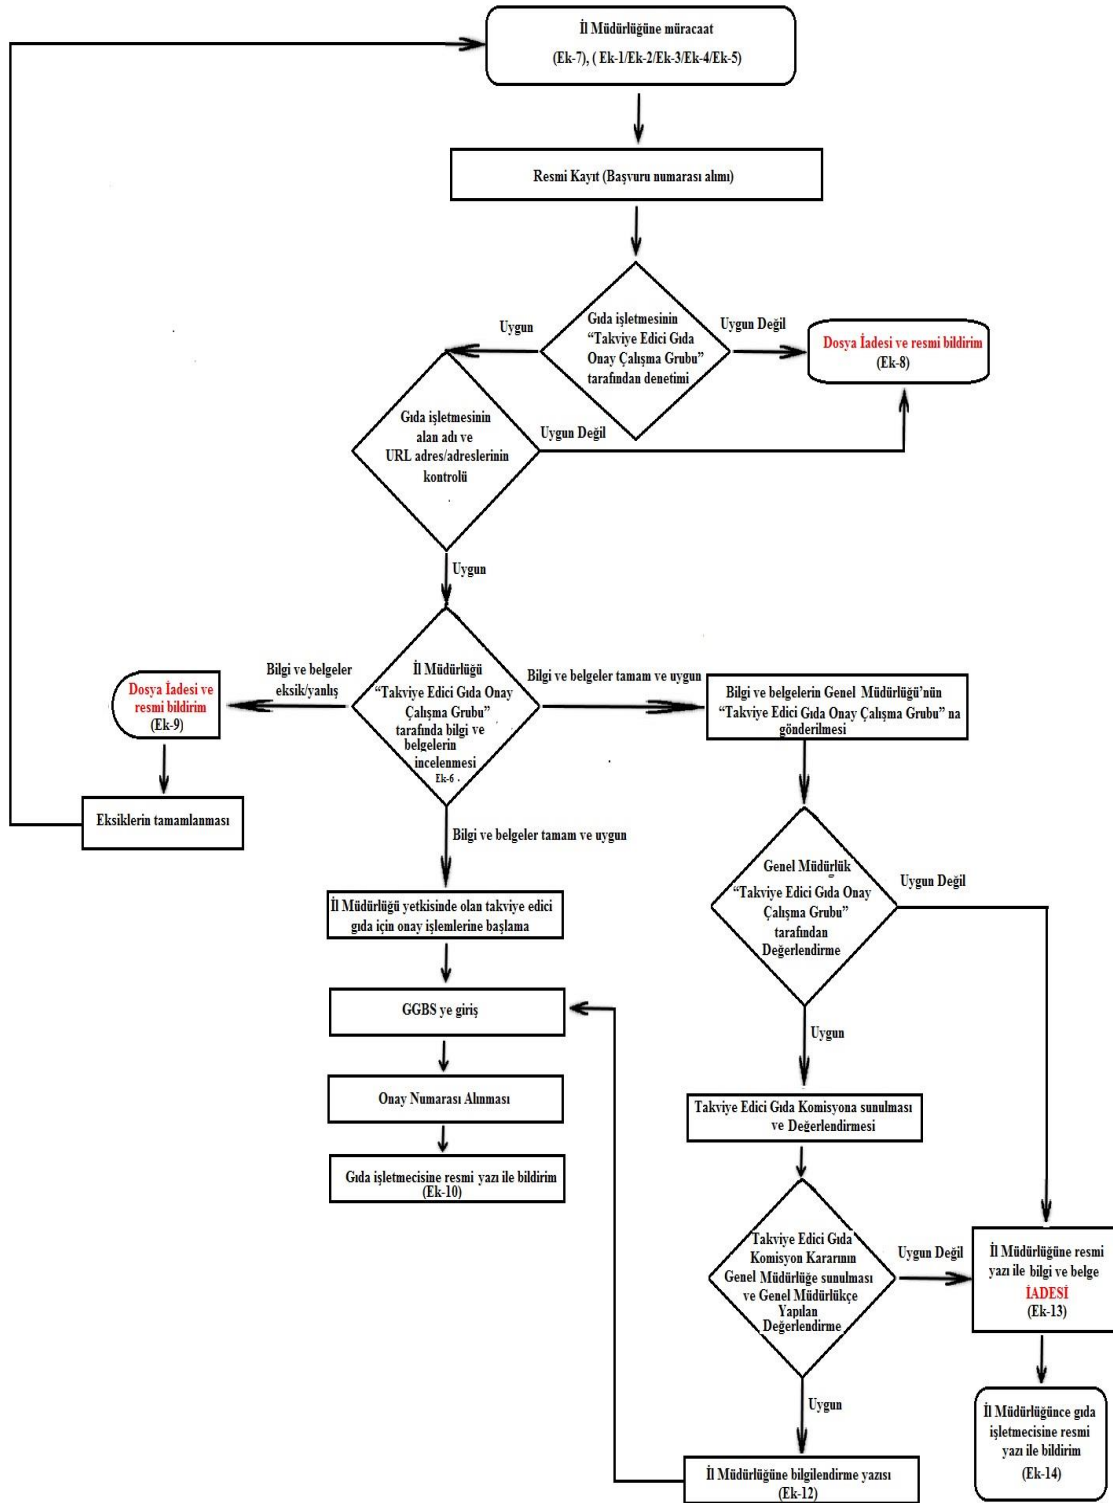 İl Müdürlüğüne müracaat
(Ek-7), ( Ek-1/Ek-2/Ek-3/Ek-4/Ek-5)
Resmi Kayıt (Başvuru numarası alımı)
Gıda işletmesinin
“Takviye Edici Gıda
Onay Çalışma Grubu”
tarafından denetimi
Uygun
Uygun Değil
Dosya İadesi ve resmi bildirim
(Ek-8)
Gıda işletmesinin
alan adı ve
URL adres/adreslerinin
kontrolü
Uygun Değil
Uygun
İl Müdürlüğü
“Takviye Edici Gıda Onay
Çalışma Grubu”
tarafında bilgi ve
belgelerin
incelenmesi
Ek-6 .
Bilgi ve belgeler
eksik/yanlış
Dosya İadesi ve
resmi bildirim
(Ek-9)
Eksiklerin tamamlanması
Bilgi ve belgeler tamam ve uygun
Bilgi ve belgelerin Genel Müdürlüğü’nün
“Takviye Edici Gıda Onay Çalışma Grubu” na
gönderilmesi
Bilgi ve belgeler tamam ve uygun
İl Müdürlüğü yetkisinde olan takviye edici
gıda için onay işlemlerine başlama
GGBS ye giriş
Onay Numarası Alınması
Gıda işletmecisine resmi yazı ile bildirim
(Ek-10)
Genel Müdürlük
“Takviye Edici Gıda Onay
Çalışma Grubu”
tarafından
Değerlendirme
Uygun Değil
Uygun
Takviye Edici Gıda Komisyona sunulması
ve Değerlendirmesi
Takviye Edici Gıda
Komisyon Kararının
Genel Müdürlüğe sunulması
ve Genel Müdürlükçe
Yapılan
Değerlendirme
Uygun Değil
İl Müdürlüğüne resmi
yazı ile bilgi ve belge
İADESİ
(Ek-13)
Uygun
İl Müdürlüğünce gıda
işletmecisine resmi
yazı ile bildirim
(Ek-14)
İl Müdürlüğüne bilgilendirme yazısı
(Ek-12)